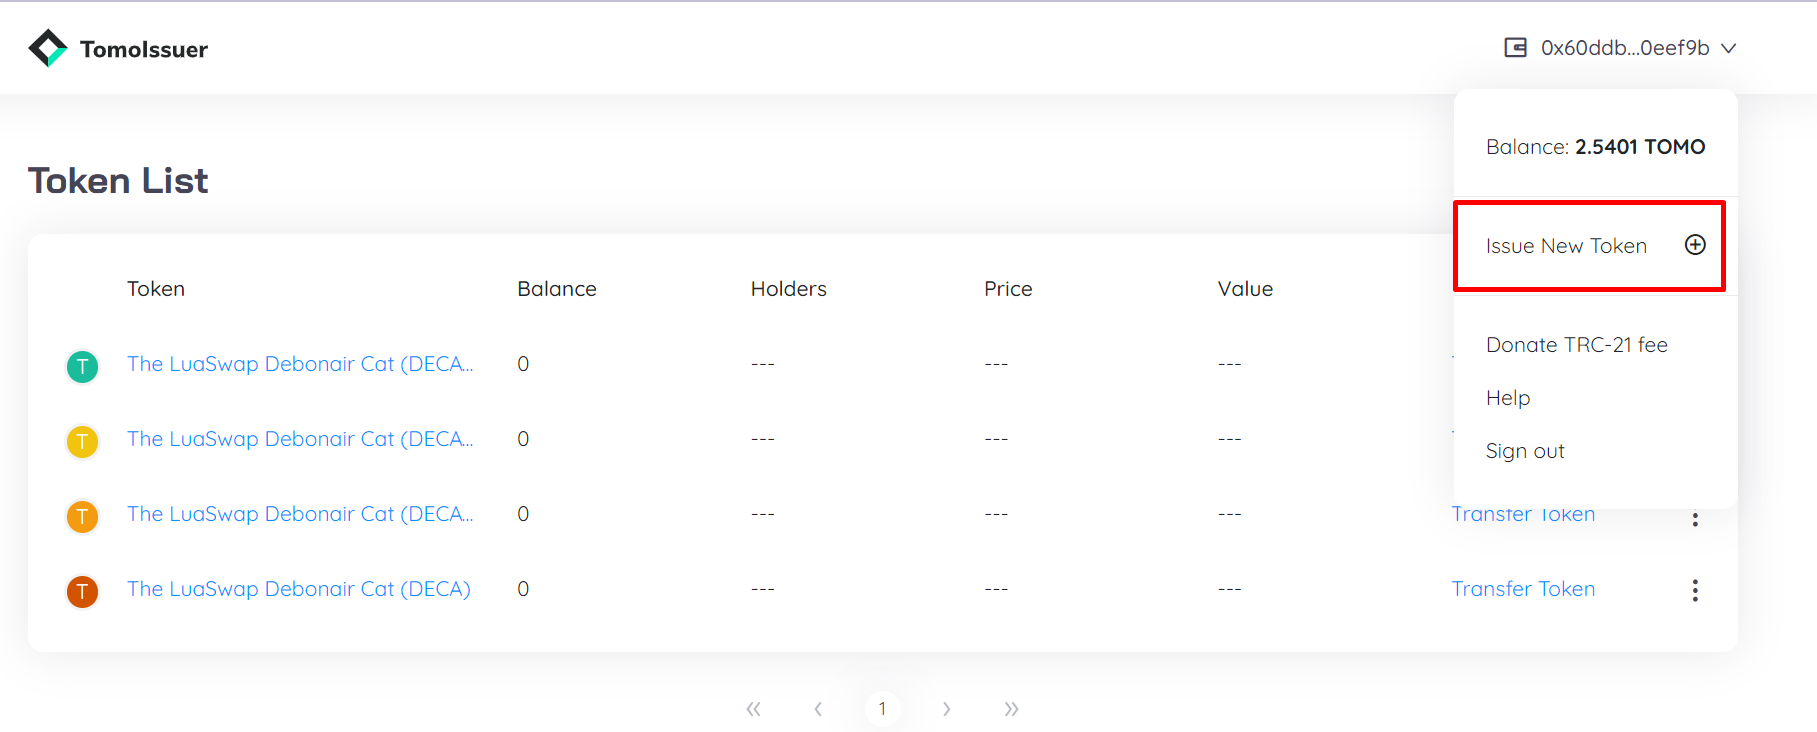 TomoIssuer
0x60ddb...0eef9b
Balance: 2.5401 TOMO
Issue New Token
Donate TRC-21 fee
Help
Sign out
Token List
Token Balance Holders Price Value
T The LuaSwap Debonair Cat (DECA... 0 --- --- ---
T The LuaSwap Debonair Cat (DECA... 0 --- --- ---
T The LuaSwap Debonair Cat (DECA... 0 --- --- --- Transfer Token
T The LuaSwap Debonair Cat (DECA) 0 --- --- --- Transfer Token
« ‹ 1 › »